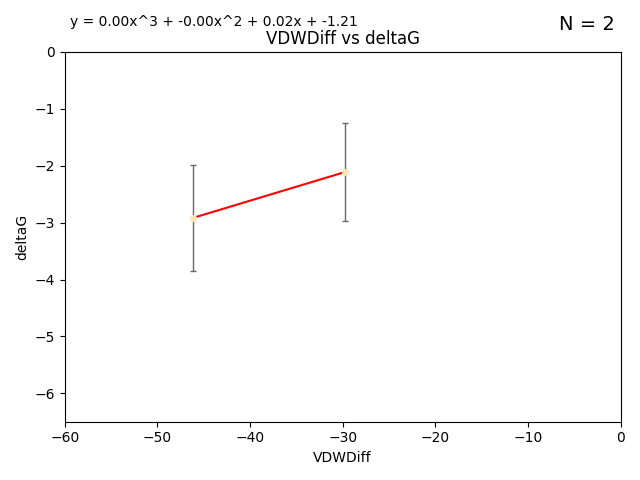 y = 0.00x^3 + -0.00x^2 + 0.02x + -1.21
N = 2
VDWDiff vs deltaG
0
−1
−2
−3
−4
−5
−6
deltaG
−60 −50 −40 −30 −20 −10 0
VDWDiff